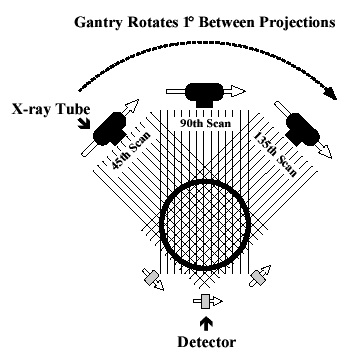 Gantry Rotates 1° Between Projections
X-ray Tube
45th Scan
90th Scan
135th Scan
Detector